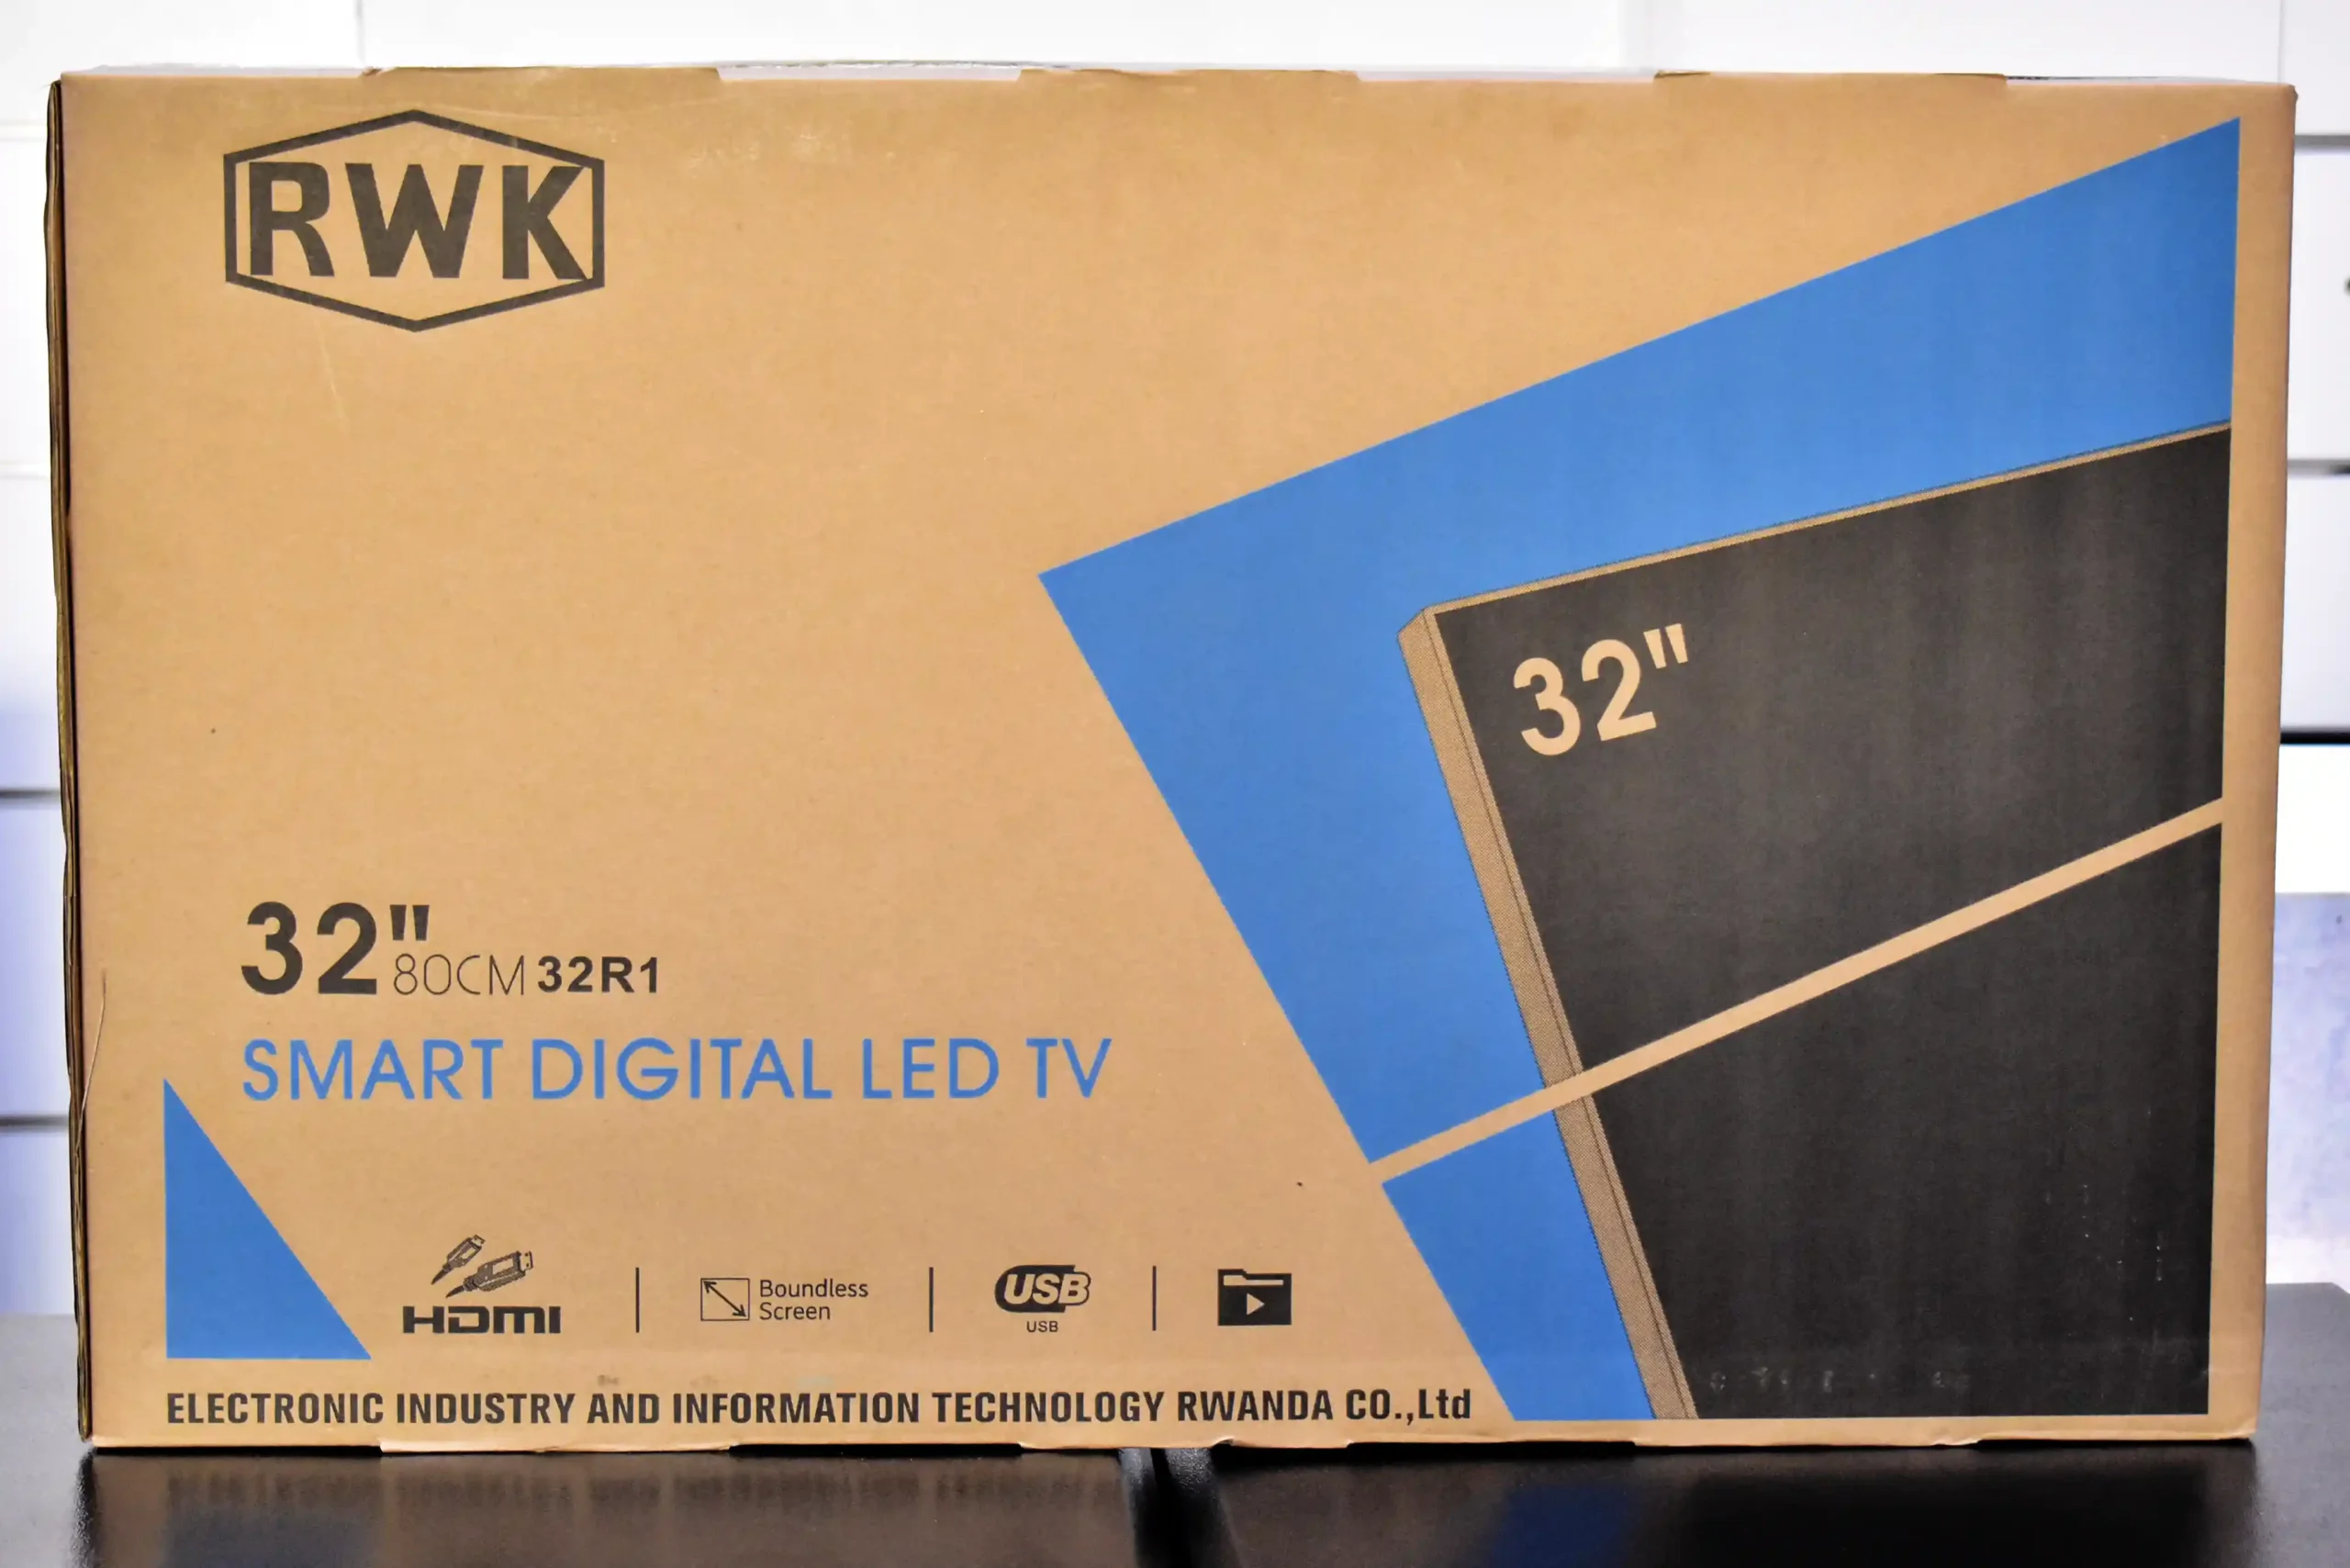 RWK
32"
32" 80CM 32R1
SMART DIGITAL LED TV
HDMI
Boundless
Screen
USB
USB
ELECTRONIC INDUSTRY AND INFORMATION TECHNOLOGY RWANDA CO.,Ltd